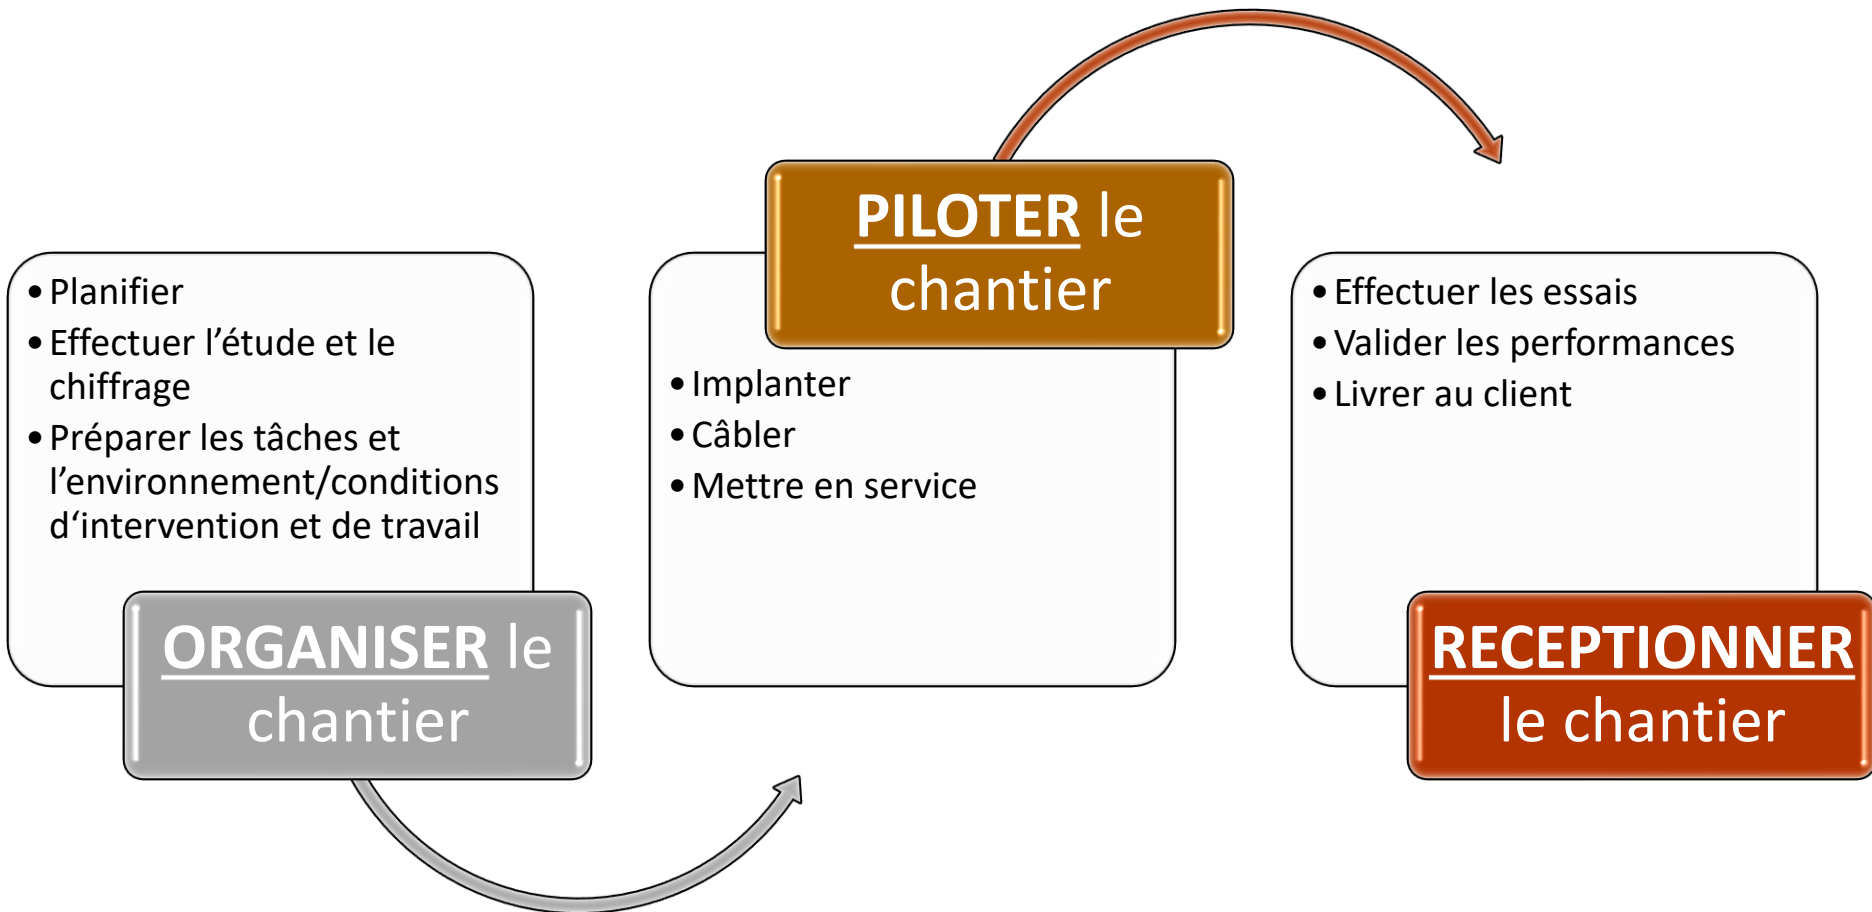 • Planifier
• Effectuer l’étude et le
chiffrage
• Préparer les tâches et
l’environnement/conditions
d‘intervention et de travail
ORGANISER le
chantier
PILOTER le
chantier
• Implanter
• Câbler
• Mettre en service
• Effectuer les essais
• Valider les performances
• Livrer au client
RECEPTIONNER
le chantier